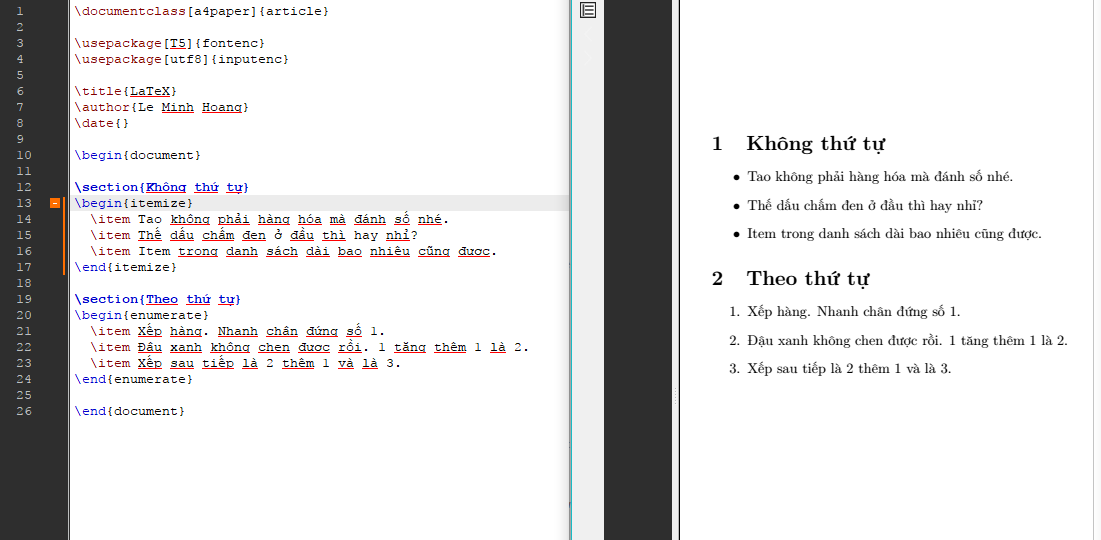 1 \documentclass[a4paper]{article}
2
3 \usepackage[T5]{fontenc}
4 \usepackage[utf8]{inputenc}
5
6 \title{LaTeX}
7 \author{Le Minh Hoang}
8 \date{}
9
10 \begin{document}
11
12 \section{Không thứ tự}
13 \begin{itemize}
14 \item Tao không phải hàng hóa mà đánh số nhé.
15 \item Thế dấu chấm đen ở đầu thì hay nhỉ?
16 \item Item trong danh sách dài bao nhiêu cũng được.
17 \end{itemize}
18
19 \section{Theo thứ tự}
20 \begin{enumerate}
21 \item Xếp hàng. Nhanh chân đứng số 1.
22 \item Đậu xanh không chen được rồi. 1 tăng thêm 1 là 2.
23 \item Xếp sau tiếp là 2 thêm 1 và là 3.
24 \end{enumerate}
25
26 \end{document}
1 Không thứ tự
• Tao không phải hàng hóa mà đánh số nhé.
• Thế dấu chấm đen ở đầu thì hay nhỉ?
• Item trong danh sách dài bao nhiêu cũng được.
2 Theo thứ tự
1. Xếp hàng. Nhanh chân đứng số 1.
2. Đậu xanh không chen được rồi. 1 tăng thêm 1 là 2.
3. Xếp sau tiếp là 2 thêm 1 và là 3.